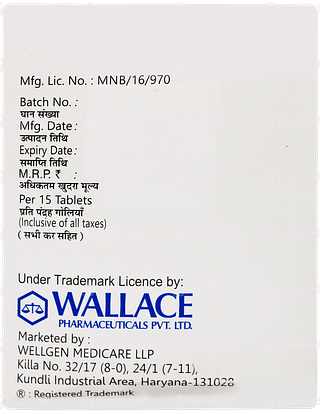 Mfg. Lic. No. : MNB/16/970
Batch No. :
घान संख्या
Mfg. Date :
उत्पादन तिथि
Expiry Date:
समाप्ति तिथि
M.R.P. ₹ :
अधिकतम खुदरा मूल्य
Per 15 Tablets
प्रति पंद्रह गोलियाँ
(Inclusive of all taxes)
( सभी कर सहित )
Under Trademark Licence by:
WALLACE
PHARMACEUTICALS PVT. LTD.
Marketed by :
WELLGEN MEDICARE LLP
Killa No. 32/17 (8-0), 24/1 (7-11),
Kundli Industrial Area, Haryana-131028
® : Registered Trademark